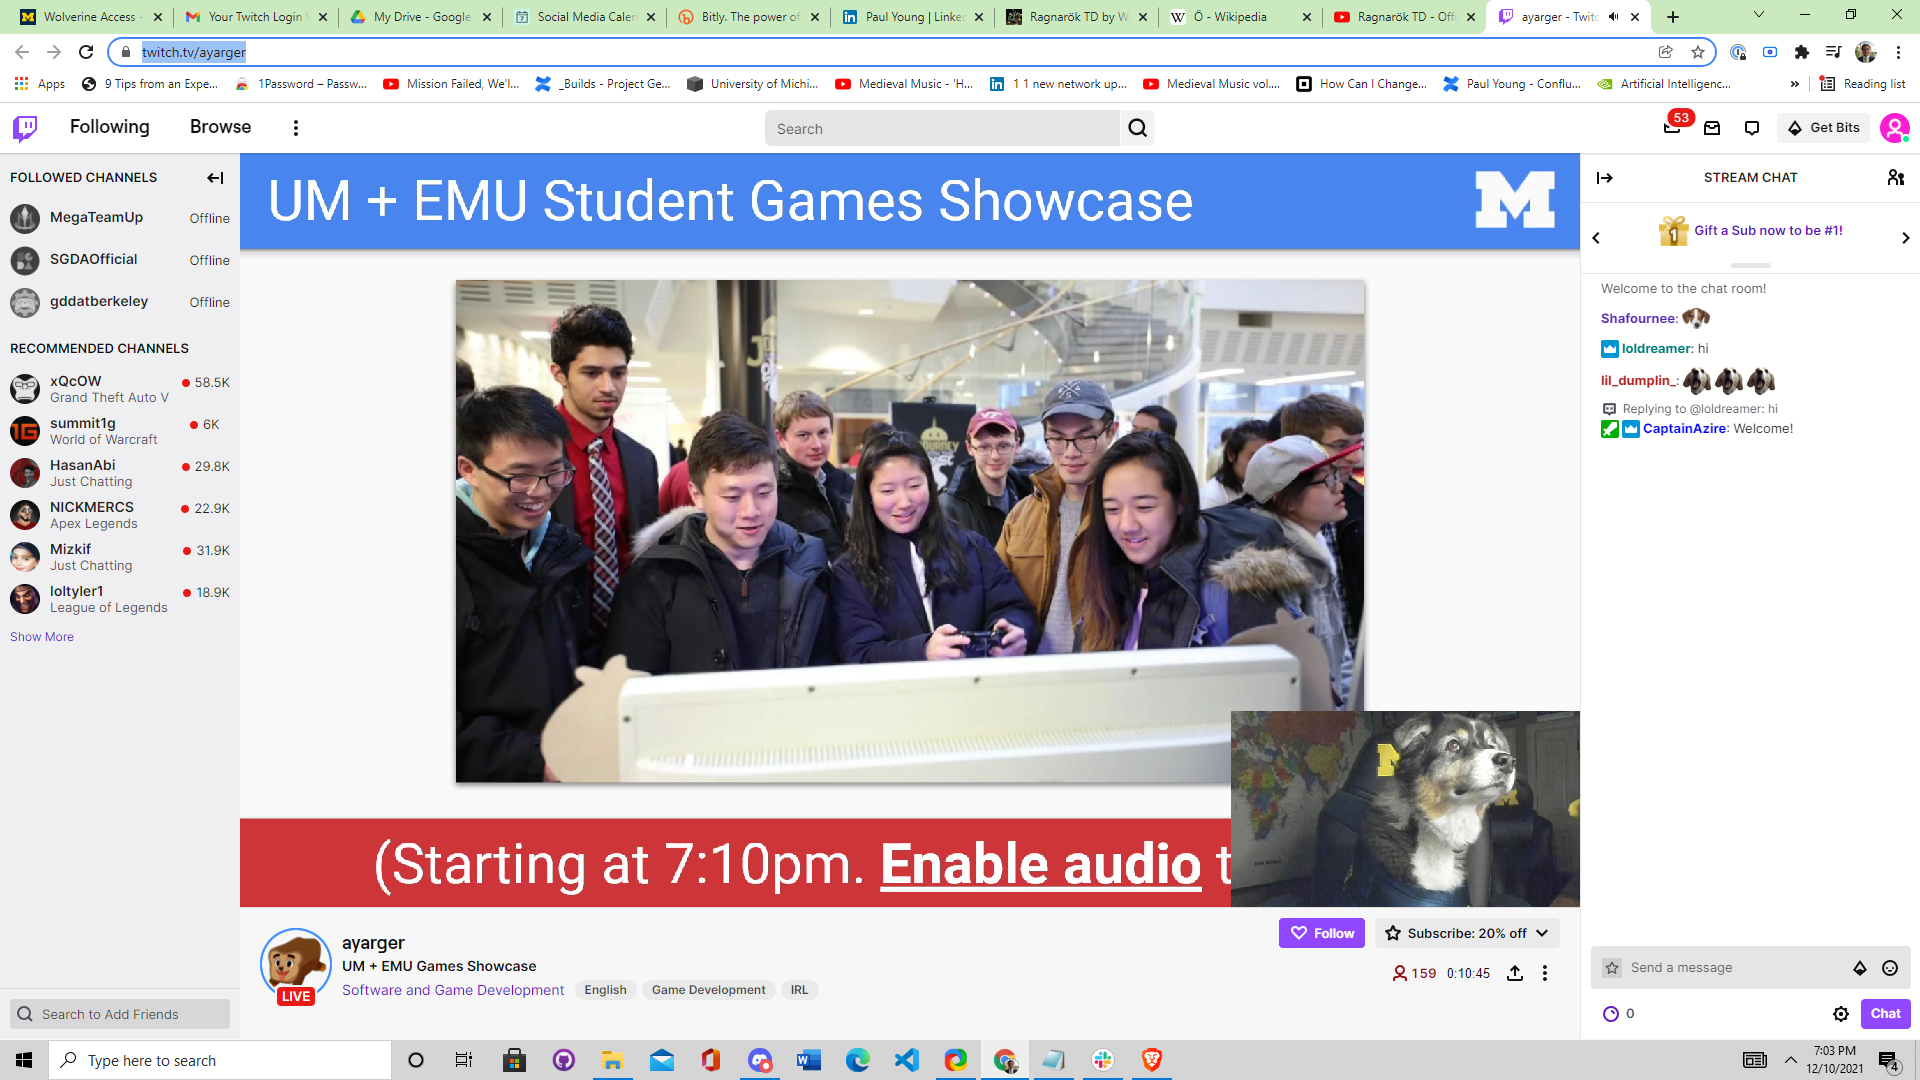 Wolverine Access -
Your Twitch Login
My Drive - Google
Social Media Calen
Bitly. The power of
Paul Young | Linked
Ragnarök TD by W
Ö - Wikipedia
Ragnarök TD - Off
ayarger - Twitc
twitch.tv/ayarger
Apps
9 Tips from an Expe...
1Password – Passw...
Mission Failed, We'l...
_Builds - Project Ge...
University of Michi...
Medieval Music - 'H...
1 1 new network up...
Medieval Music vol....
How Can I Change...
Paul Young - Conflu...
Artificial Intelligenc...
»
Reading list
Following
Browse
Search
53
Get Bits
FOLLOWED CHANNELS
MegaTeamUp
Offline
SGDAOfficial
Offline
gddatberkeley
Offline
RECOMMENDED CHANNELS
xQcOW
58.5K
Grand Theft Auto V
summit1g
6K
World of Warcraft
HasanAbi
29.8K
Just Chatting
NICKMERCS
22.9K
Apex Legends
Mizkif
31.9K
Just Chatting
loltyler1
18.9K
League of Legends
Show More
Search to Add Friends
UM + EMU Student Games Showcase
M
(Starting at 7:10pm. Enable audio t
LIVE
ayarger
UM + EMU Games Showcase
Software and Game Development
English
Game Development
IRL
Follow
Subscribe: 20% off
159
0:10:45
STREAM CHAT
1
Gift a Sub now to be #1!
Welcome to the chat room!
Shafournee:
loldreamer: hi
lil_dumplin_:
Replying to @loldreamer: hi
CaptainAzire: Welcome!
Send a message
0
Chat
Type here to search
7:03 PM
12/10/2021
4